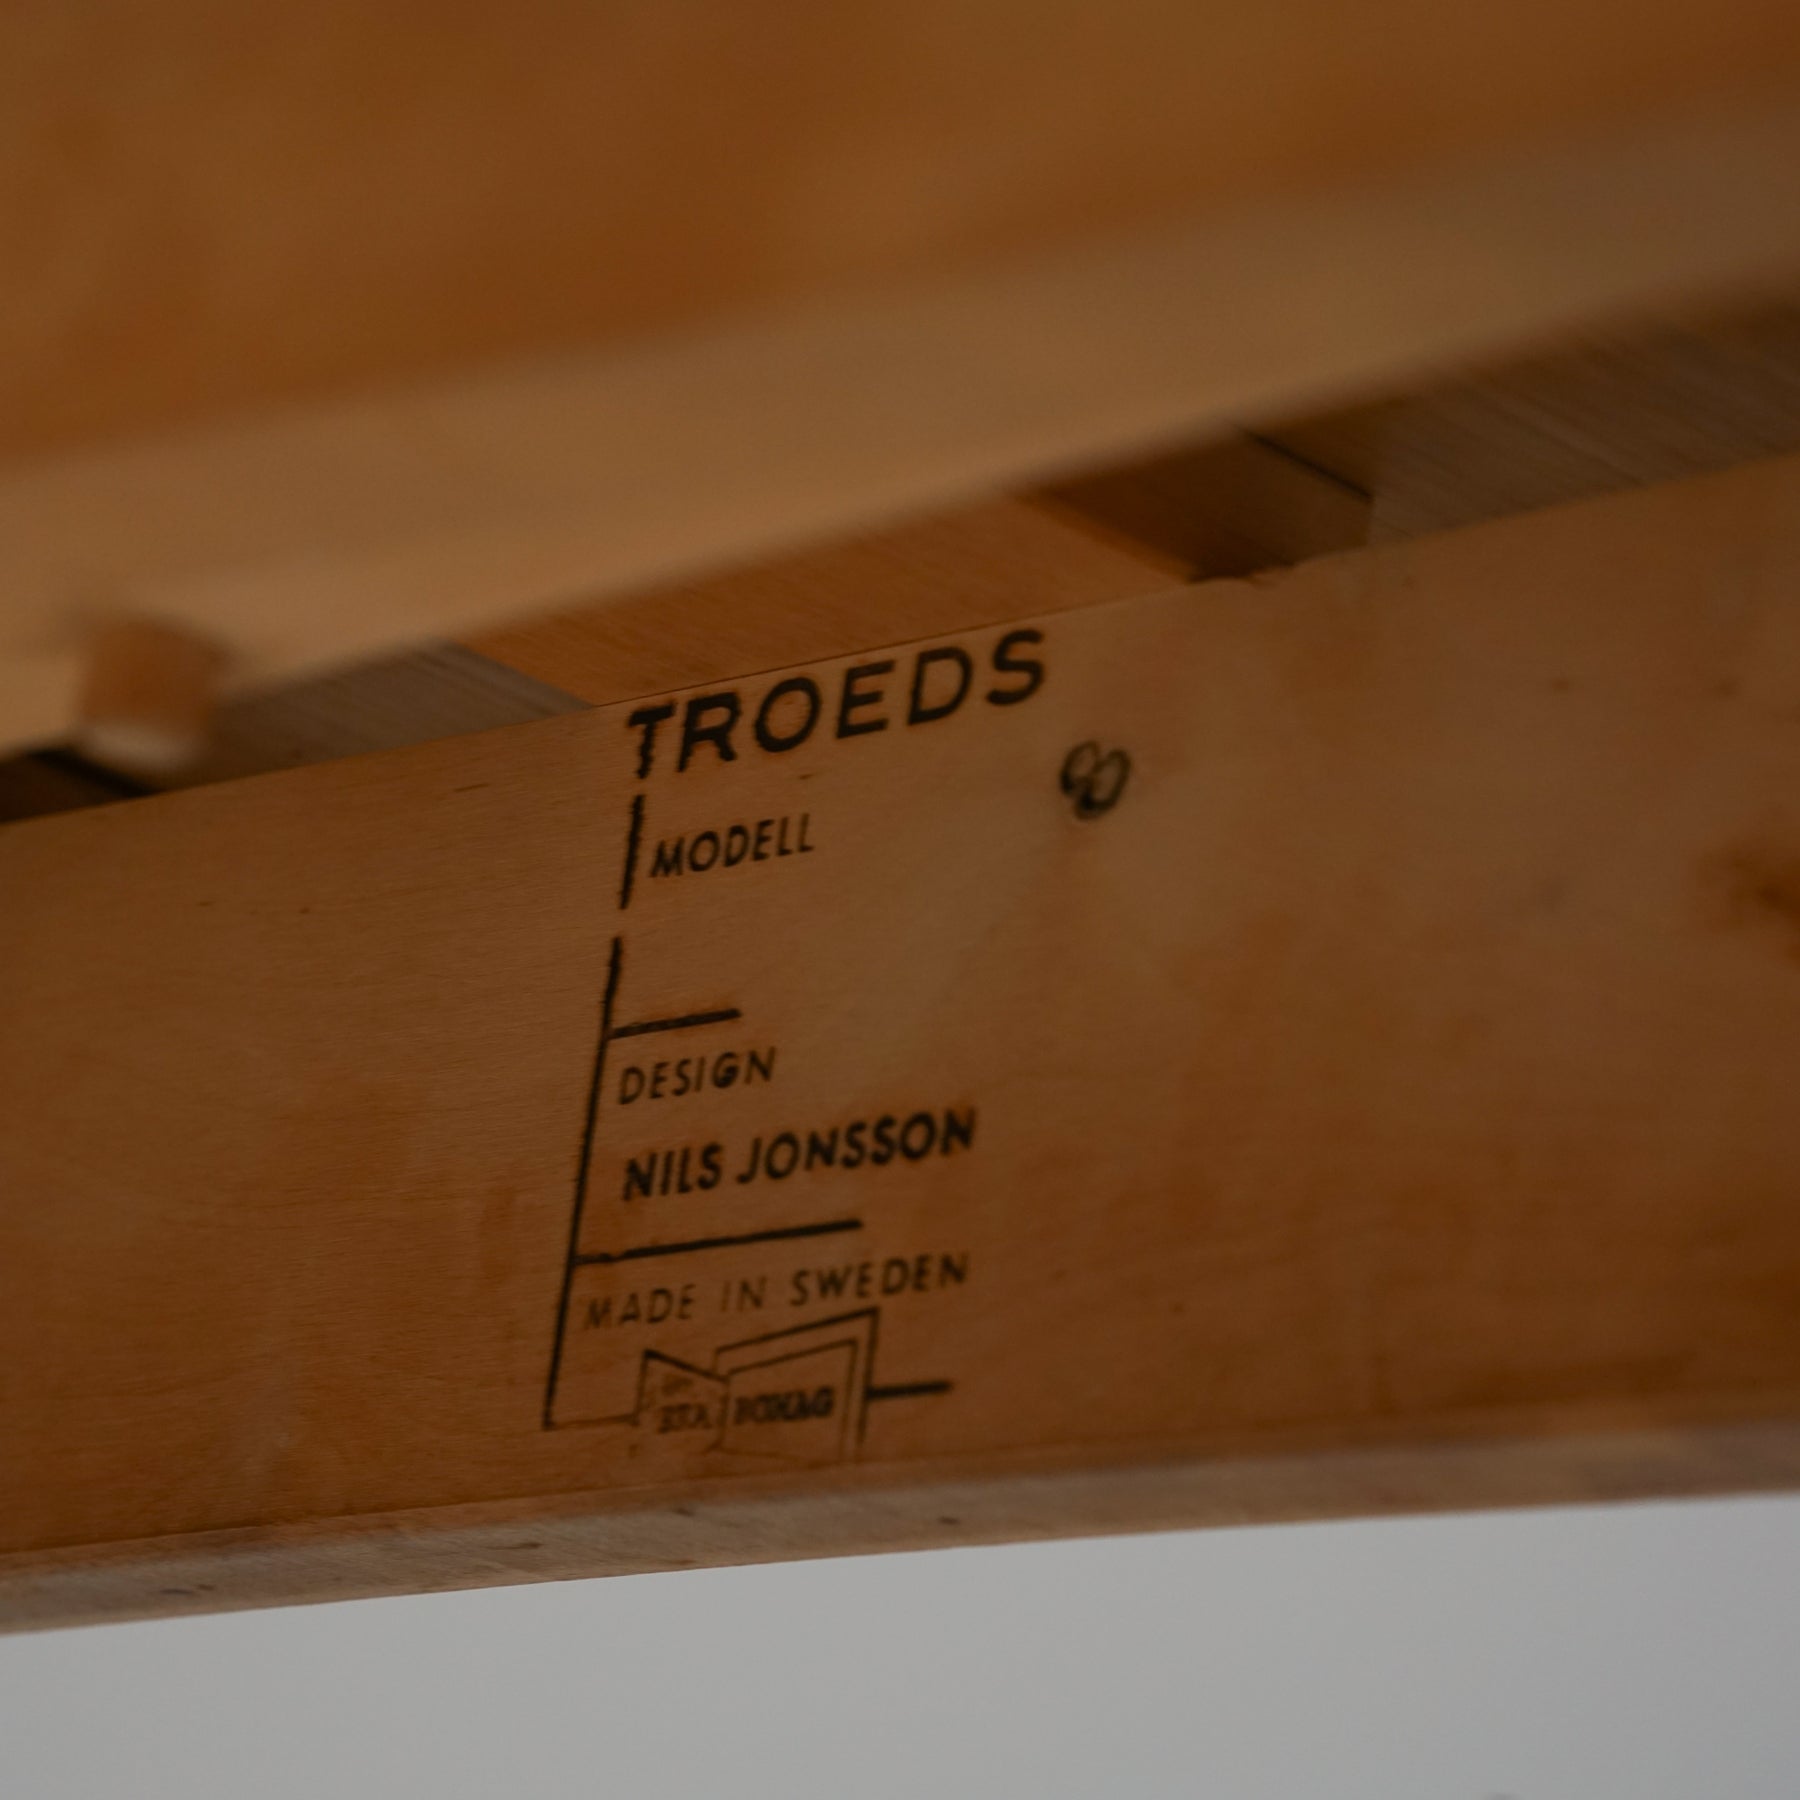 TROEDS
MODELL
DESIGN
NILS JONSSON
MADE IN SWEDEN